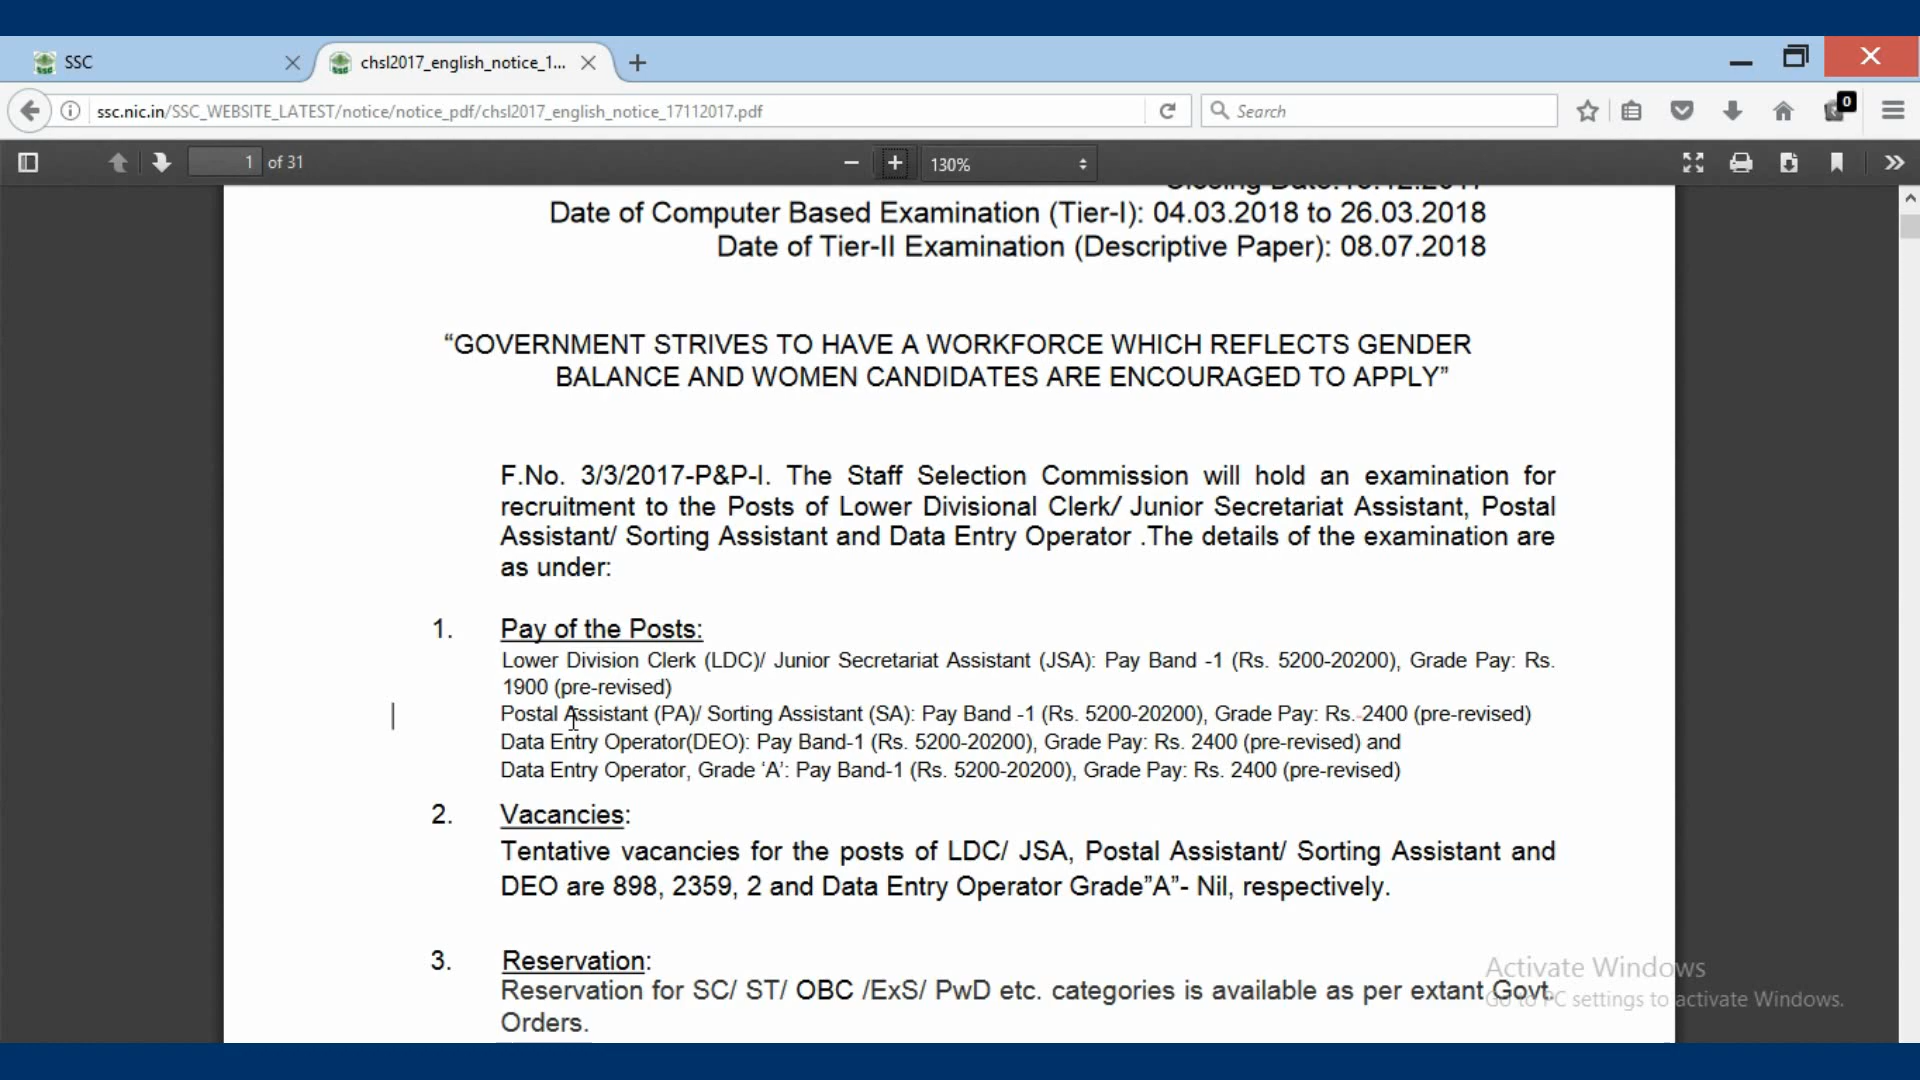 SSC
chsl2017_english_notice_1...
ssc.nic.in/SSC_WEBSITE_LATEST/notice/notice_pdf/chsl2017_english_notice_17112017.pdf
Search
0
1 of 31
130%
Date of Computer Based Examination (Tier-I): 04.03.2018 to 26.03.2018
Date of Tier-II Examination (Descriptive Paper): 08.07.2018
“GOVERNMENT STRIVES TO HAVE A WORKFORCE WHICH REFLECTS GENDER
BALANCE AND WOMEN CANDIDATES ARE ENCOURAGED TO APPLY”
F.No. 3/3/2017-P&P-I. The Staff Selection Commission will hold an examination for
recruitment to the Posts of Lower Divisional Clerk/ Junior Secretariat Assistant, Postal
Assistant/ Sorting Assistant and Data Entry Operator .The details of the examination are
as under:
1. Pay of the Posts:
Lower Division Clerk (LDC)/ Junior Secretariat Assistant (JSA): Pay Band -1 (Rs. 5200-20200), Grade Pay: Rs.
1900 (pre-revised)
Postal Assistant (PA)/ Sorting Assistant (SA): Pay Band -1 (Rs. 5200-20200), Grade Pay: Rs. 2400 (pre-revised)
Data Entry Operator(DEO): Pay Band-1 (Rs. 5200-20200), Grade Pay: Rs. 2400 (pre-revised) and
Data Entry Operator, Grade ‘A’: Pay Band-1 (Rs. 5200-20200), Grade Pay: Rs. 2400 (pre-revised)
2. Vacancies:
Tentative vacancies for the posts of LDC/ JSA, Postal Assistant/ Sorting Assistant and
DEO are 898, 2359, 2 and Data Entry Operator Grade”A”- Nil, respectively.
3. Reservation:
Reservation for SC/ ST/ OBC /ExS/ PwD etc. categories is available as per extant Govt.
Orders.
Activate Windows
Go to PC settings to activate Windows.